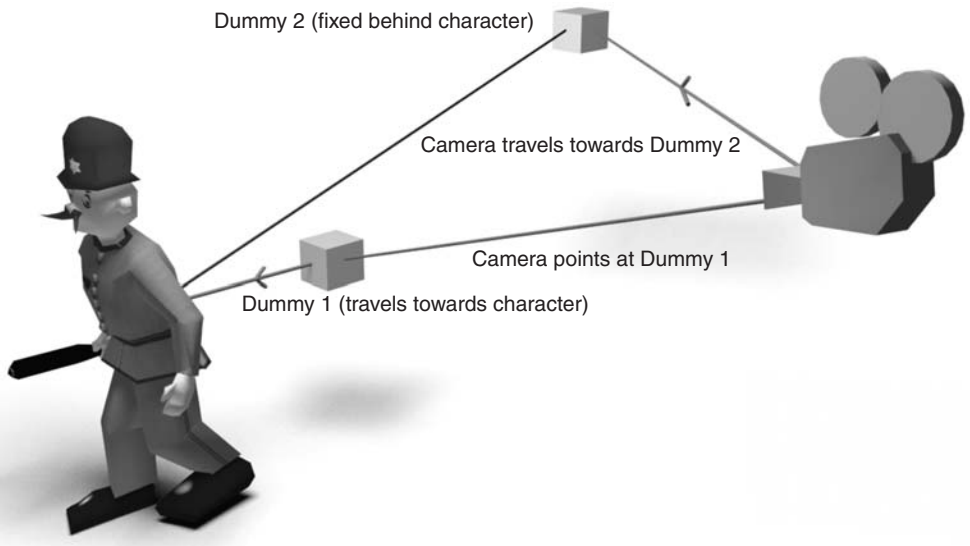 Dummy 2 (fixed behind character)
Camera travels towards Dummy 2
Camera points at Dummy 1
Dummy 1 (travels towards character)